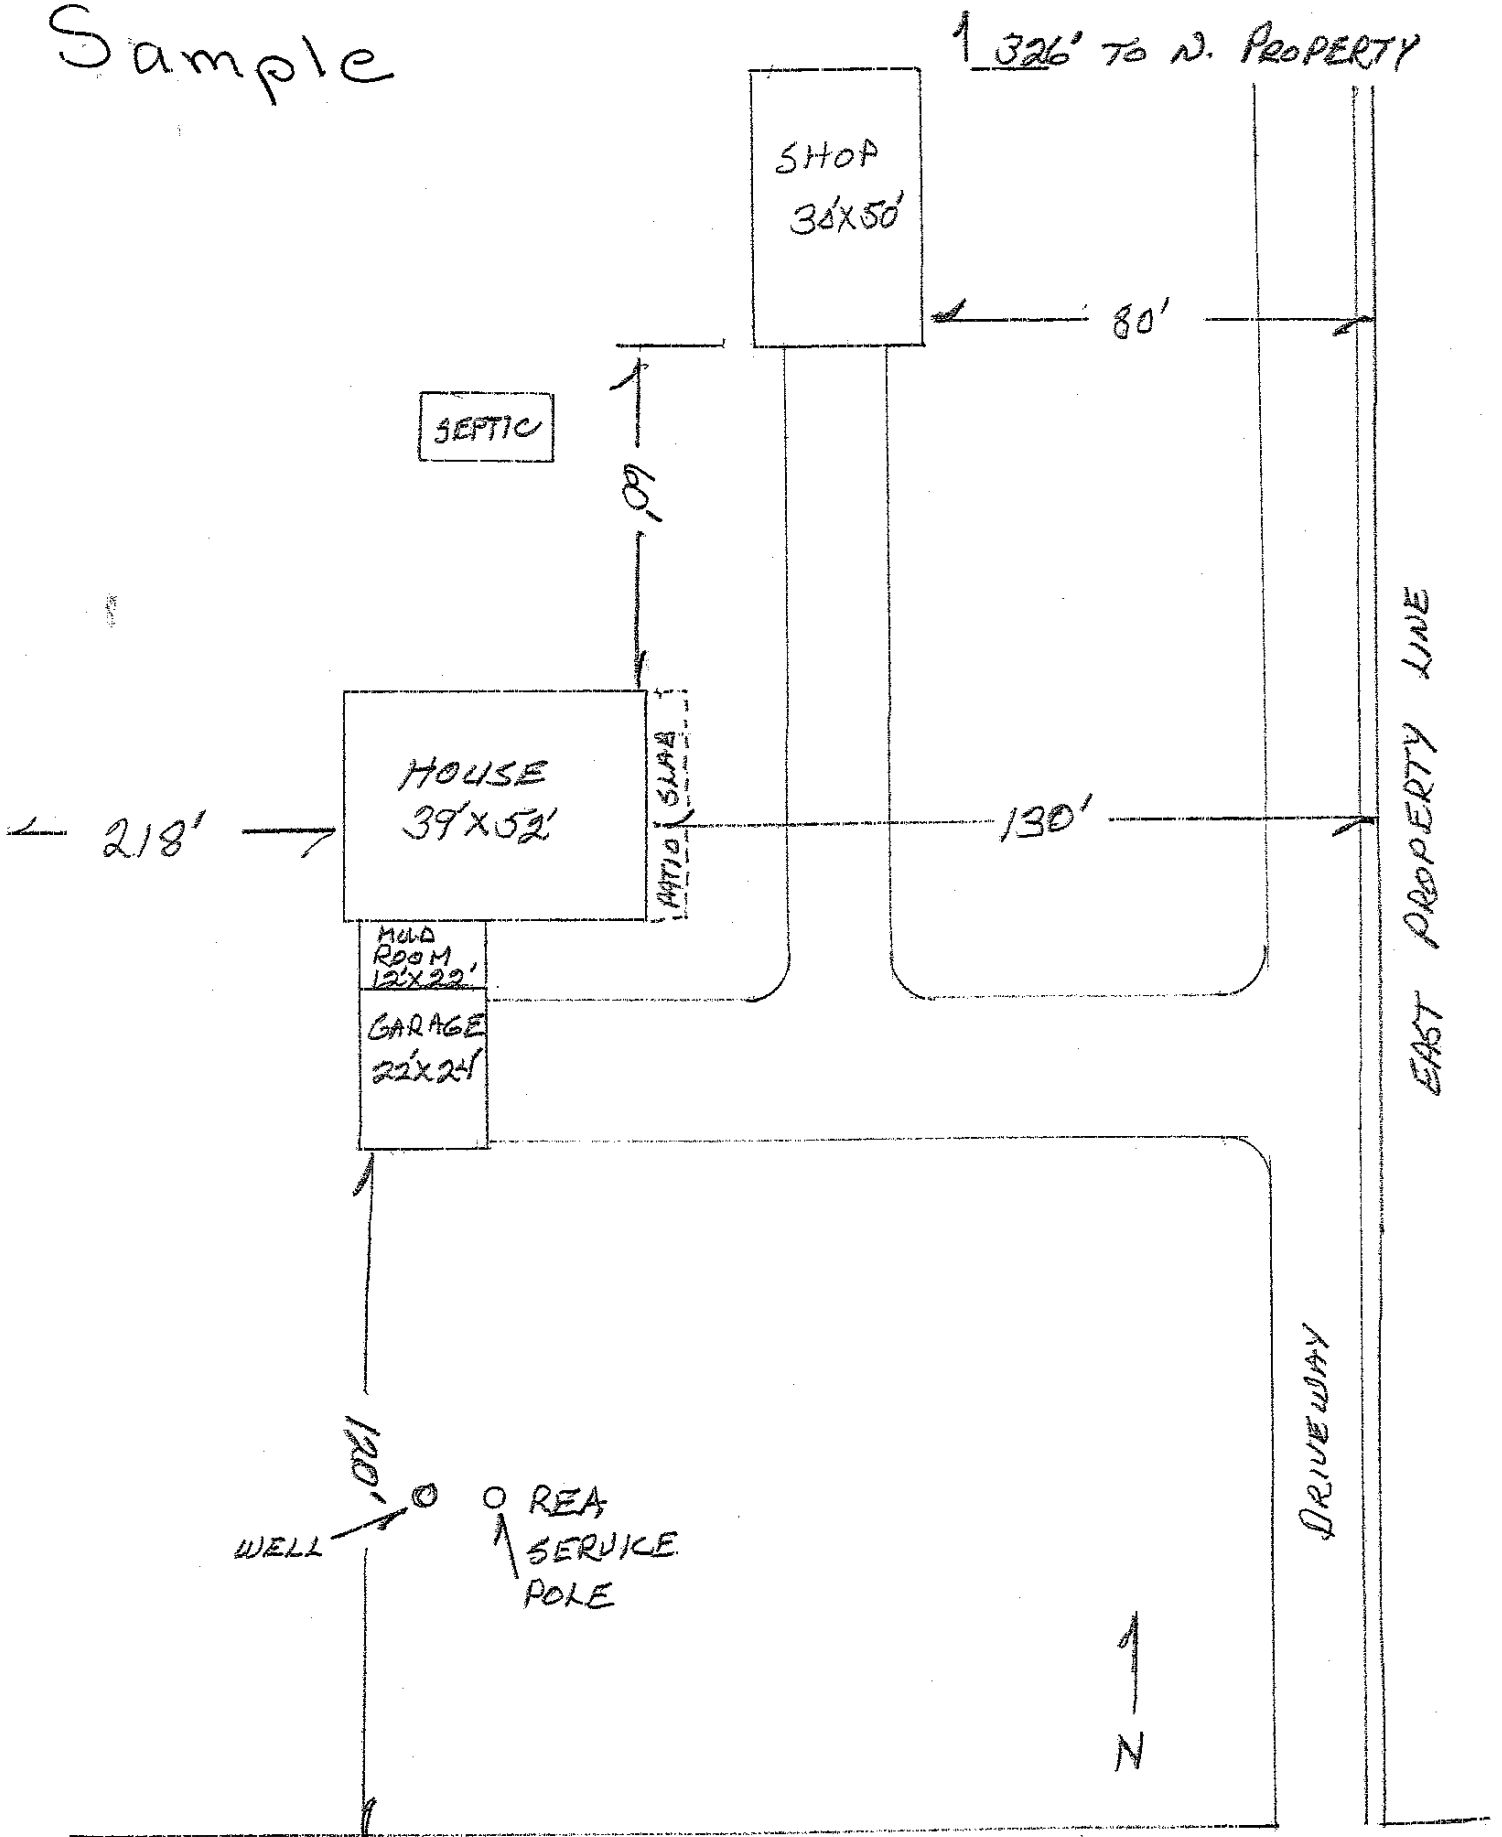 Sample
326' TO N. PROPERTY
SHOP
30'X50'
80'
SEPTIC
60'
HOUSE
39'X52'
PATIO SLAB
218'
130'
EAST PROPERTY LINE
MUD
ROOM
12'X22'
GARAGE
22'X24'
120'
WELL
REA
SERVICE
POLE
DRIVEWAY
N